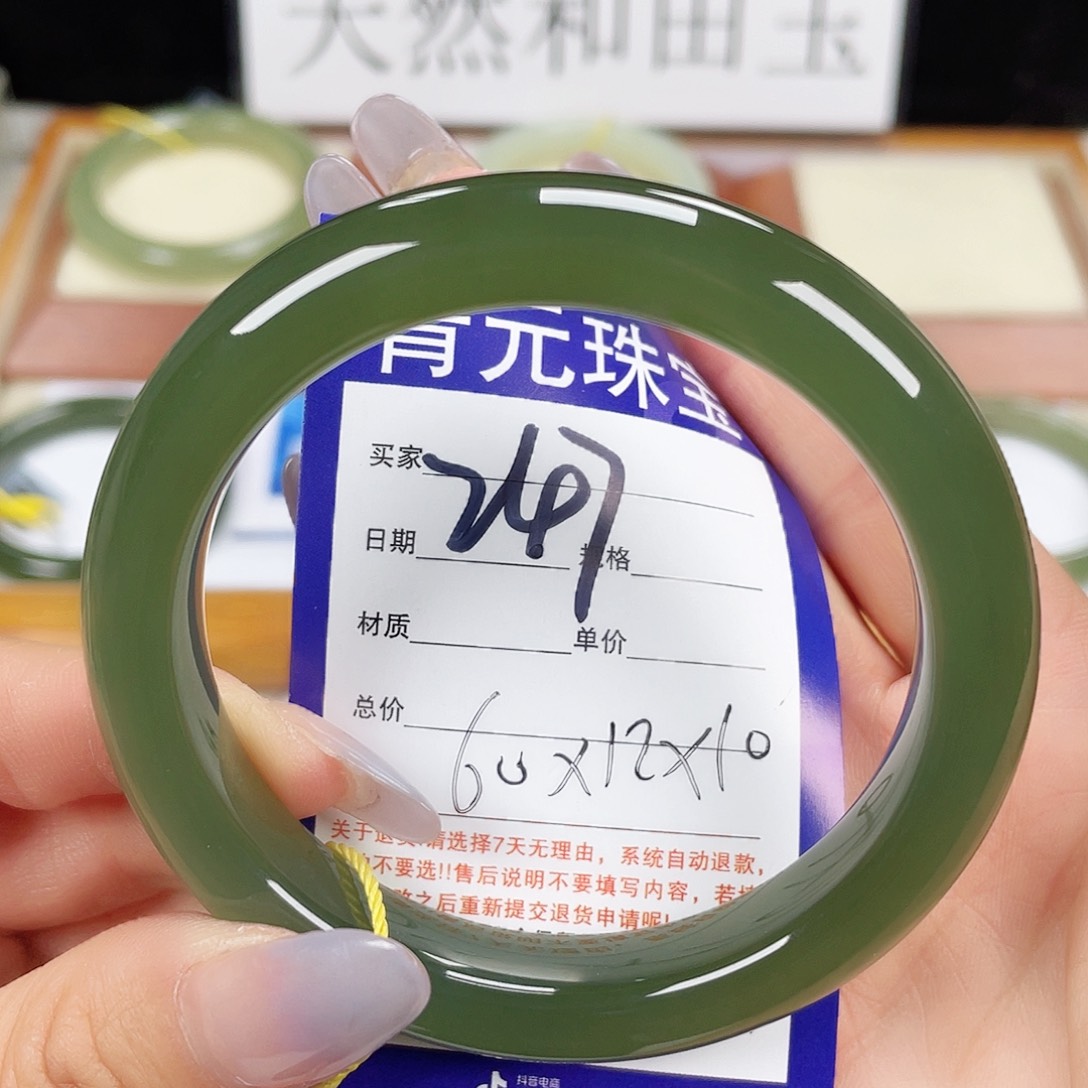 天然和田玉
元珠宝
买家
247
日期 规格
材质 单价
总价
60x12x10
关于退货:请选择7天无理由，系统自动退款，
不要选!!售后说明不要填写内容，若
之后重新提交退货申请呢!
抖音电商